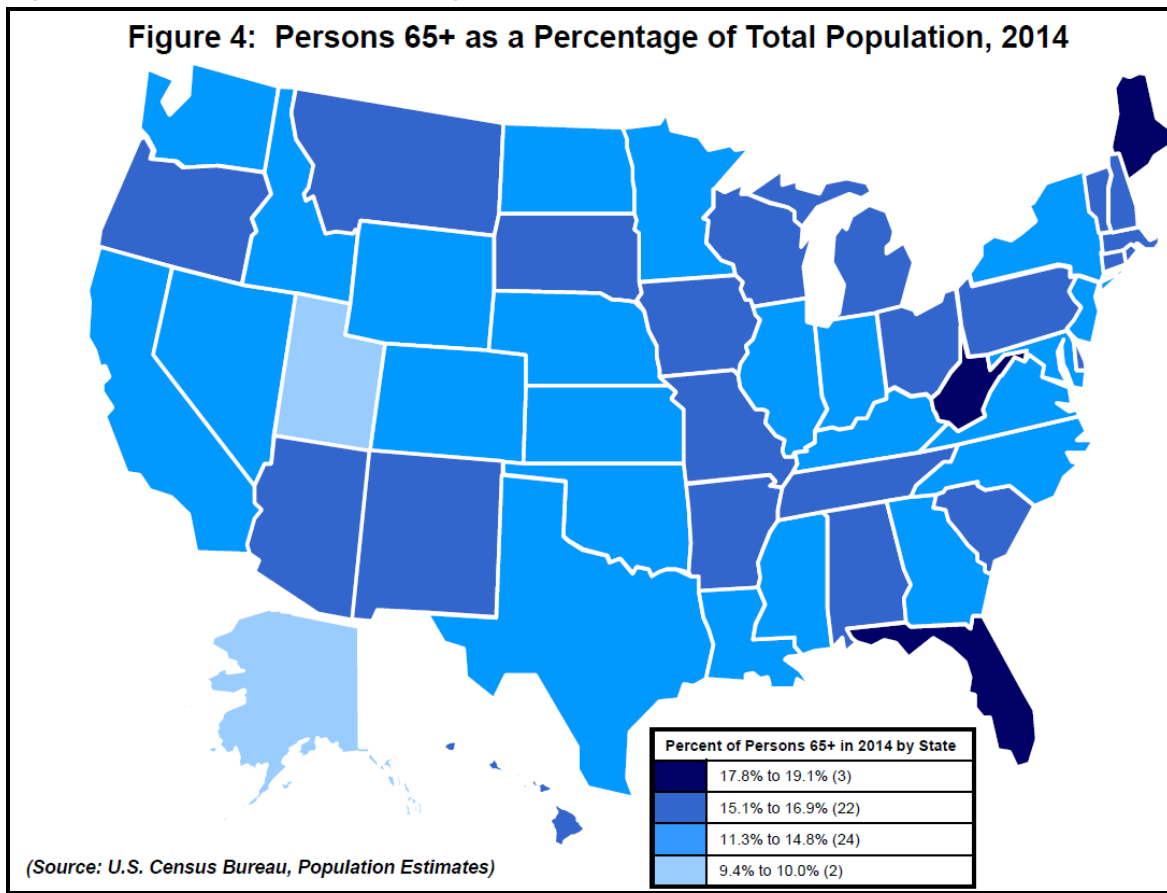 Figure 4: Persons 65+ as a Percentage of Total Population, 2014
Percent of Persons 65+ in 2014 by State
17.8% to 19.1% (3)
15.1% to 16.9% (22)
11.3% to 14.8% (24)
9.4% to 10.0% (2)
(Source: U.S. Census Bureau, Population Estimates)